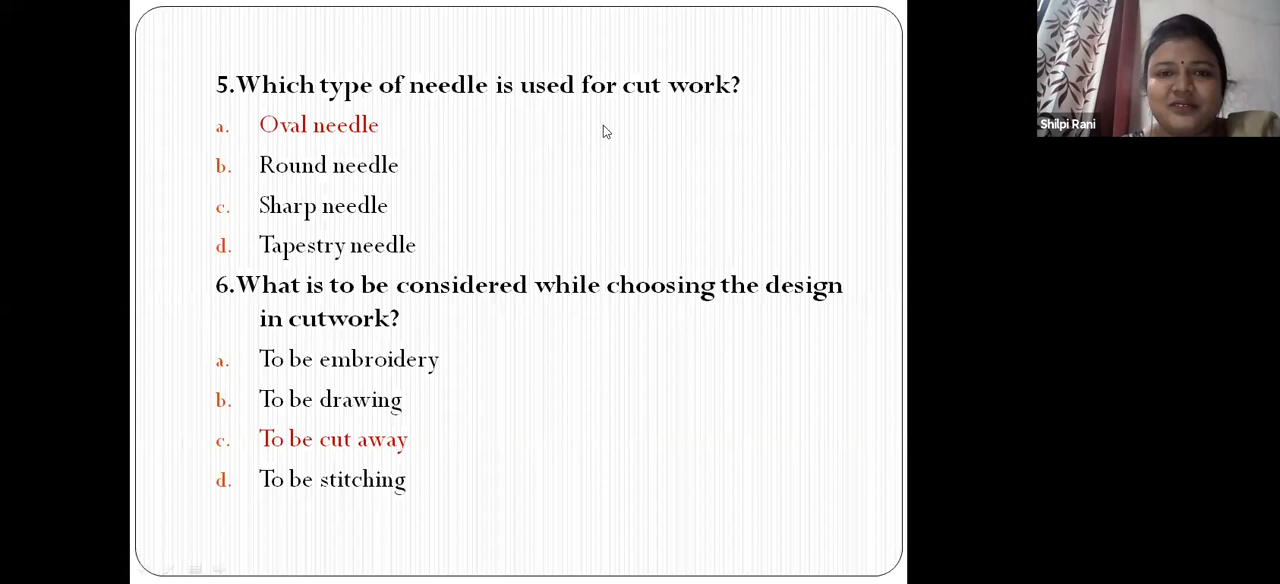 5.Which type of needle is used for cut work?
a. Oval needle
b. Round needle
c. Sharp needle
d. Tapestry needle
6.What is to be considered while choosing the design
in cutwork?
a. To be embroidery
b. To be drawing
c. To be cut away
d. To be stitching
Shilpi Rani